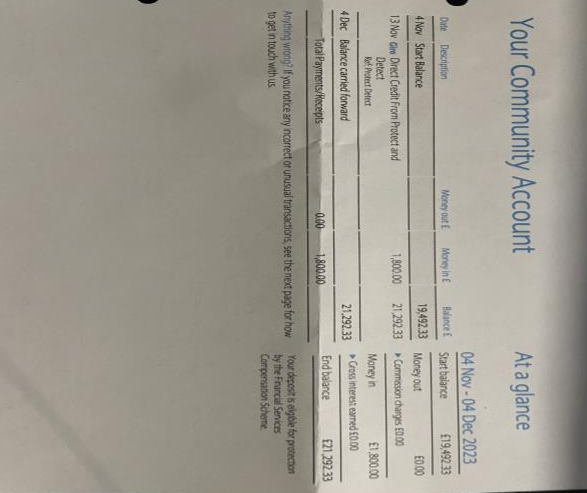 Your Community Account
Date Description Money out £ Money in £ Balance £
4 Nov Start Balance 19,492.33
13 Nov Giro Direct Credit From Protect and 1,800.00 21,292.33
Detect
Ref: Protect Detect
4 Dec Balance carried forward 21,292.33
Total Payments/Receipts 0.00 1,800.00
Anything wrong? If you notice any incorrect or unusual transactions, see the next page for how
to get in touch with us.
At a glance
04 Nov - 04 Dec 2023
Start balance £19,492.33
Money out £0.00
▶ Commission charges £0.00
Money in £1,800.00
▶ Gross interest earned £0.00
End balance £21,292.33
Your deposit is eligible for protection
by the Financial Services
Compensation Scheme.